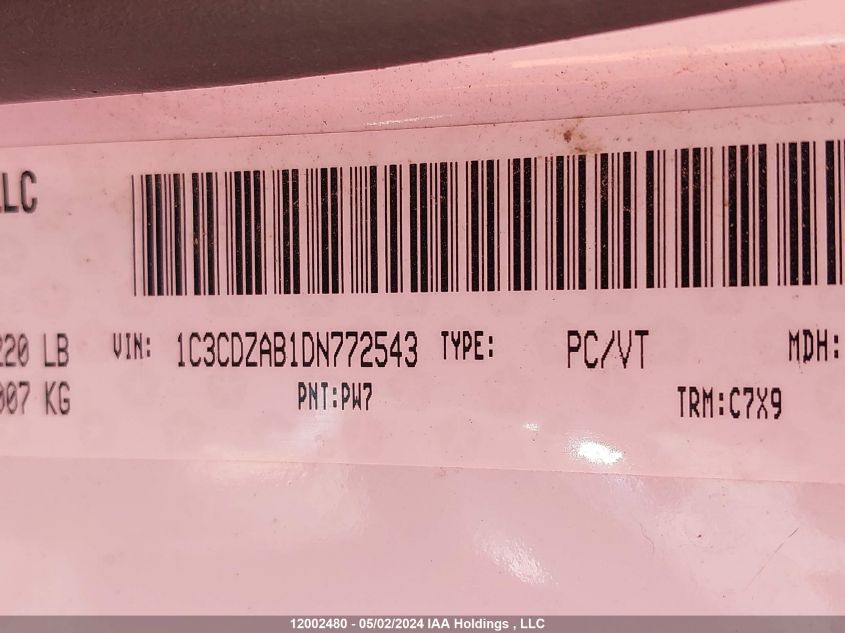 LLC
220 LB VIN: 1C3CDZAB1DN772543 TYPE: PC/VT MDH:
007 KG PNT:PW7 TRM:C7X9
12002480 - 05/02/2024 IAA Holdings , LLC